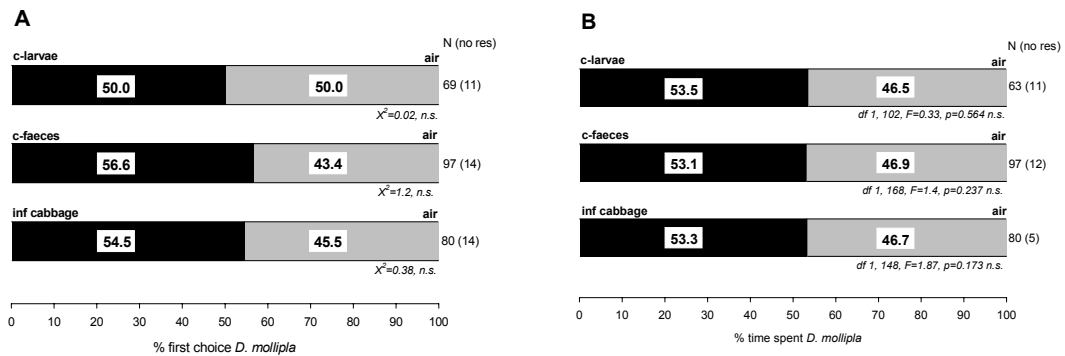 A
N (no res)
c-larvae air
50.0 50.0 69 (11)
X²=0.02, n.s.
c-faeces air
56.6 43.4 97 (14)
X²=1.2, n.s.
inf cabbage air
54.5 45.5 80 (14)
X²=0.38, n.s.
0 10 20 30 40 50 60 70 80 90 100
% first choice D. mollipla
B
N (no res)
c-larvae air
53.5 46.5 63 (11)
df 1, 102, F=0.33, p=0.564 n.s.
c-faeces air
53.1 46.9 97 (12)
df 1, 168, F=1.4, p=0.237 n.s.
inf cabbage air
53.3 46.7 80 (5)
df 1, 148, F=1.87, p=0.173 n.s.
0 10 20 30 40 50 60 70 80 90 100
% time spent D. mollipla